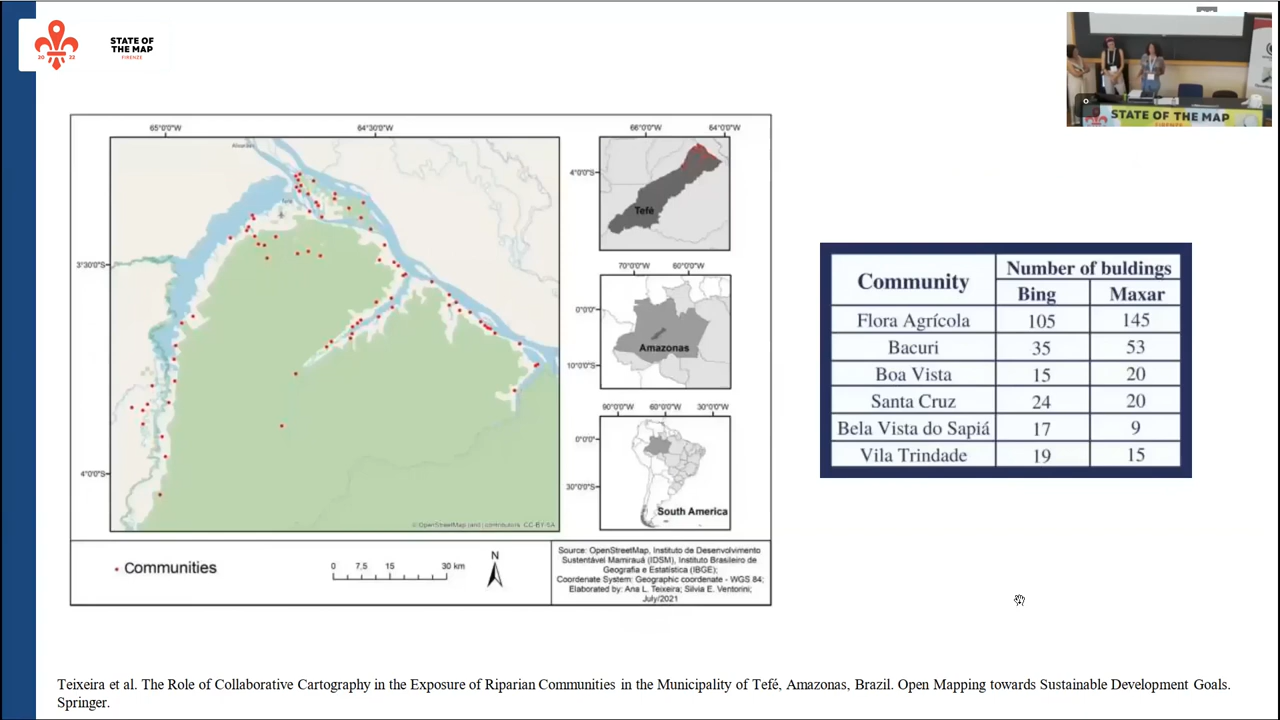 20 22
STATE OF
THE MAP
FIRENZE
STATE OF THE MAP
FIRENZE
65°0'0"W
64°30'0"W
3°30'0"S
4°0'0"S
Alvarães
Tefé
© OpenStreetMap (and) contributors, CC-BY-SA
66°0'0"W
64°0'0"W
4°0'0"S
Tefé
70°0'0"W
60°0'0"W
0°0'0"
10°0'0"S
Amazonas
90°0'0"W
60°0'0"W
30°0'0"W
0°0'0"
30°0'0"S
South America
Communities
0 7,5 15 30 km
N
Source: OpenStreetMap, Instituto de Desenvolvimento
Sustentável Mamirauá (IDSM), Instituto Brasileiro de
Geografia e Estatística (IBGE);
Coordenate System: Geographic coordenate - WGS 84;
Elaborated by: Ana L. Teixeira; Silvia E. Ventorini;
July/2021
Community Number of buldings
Bing Maxar
Flora Agrícola 105 145
Bacuri 35 53
Boa Vista 15 20
Santa Cruz 24 20
Bela Vista do Sapiá 17 9
Vila Trindade 19 15
Teixeira et al. The Role of Collaborative Cartography in the Exposure of Riparian Communities in the Municipality of Tefé, Amazonas, Brazil. Open Mapping towards Sustainable Development Goals.
Springer.